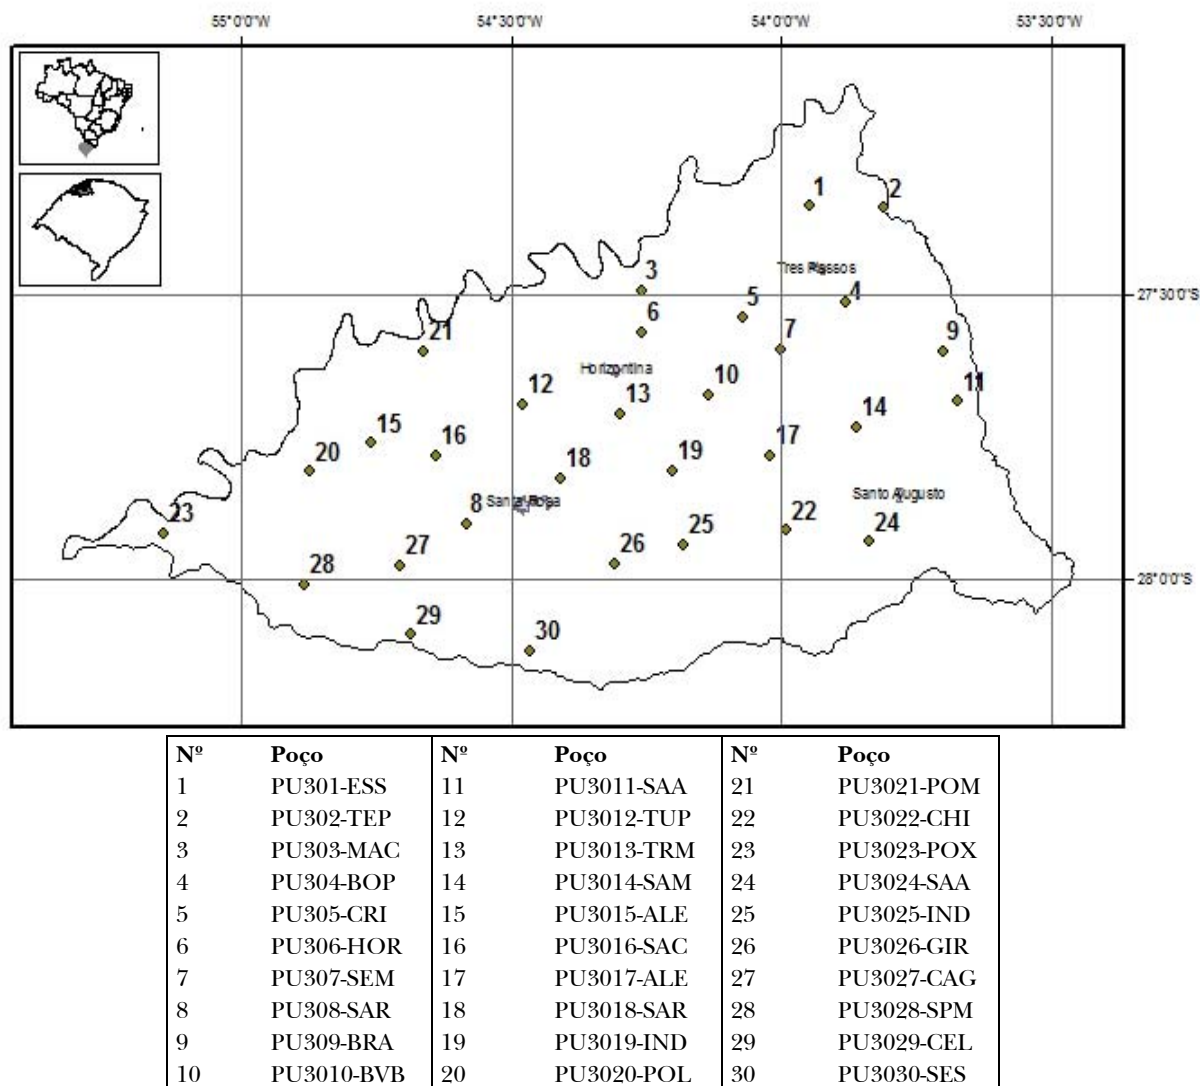 55°0'0"W 54°30'0"W 54°0'0"W 53°30'0"W
1
2
3
Tres Passos
4
27°30'0"S
5
6
7
21
9
Horizontina
10
12
13
11
14
15
16
17
20
18
19
8
Santa Rosa
Santo Augusto
23
22
24
25
26
27
28
28°0'0"S
29
30
Nº Poço Nº Poço Nº Poço
1 PU301-ESS 11 PU3011-SAA 21 PU3021-POM
2 PU302-TEP 12 PU3012-TUP 22 PU3022-CHI
3 PU303-MAC 13 PU3013-TRM 23 PU3023-POX
4 PU304-BOP 14 PU3014-SAM 24 PU3024-SAA
5 PU305-CRI 15 PU3015-ALE 25 PU3025-IND
6 PU306-HOR 16 PU3016-SAC 26 PU3026-GIR
7 PU307-SEM 17 PU3017-ALE 27 PU3027-CAG
8 PU308-SAR 18 PU3018-SAR 28 PU3028-SPM
9 PU309-BRA 19 PU3019-IND 29 PU3029-CEL
10 PU3010-BVB 20 PU3020-POL 30 PU3030-SES